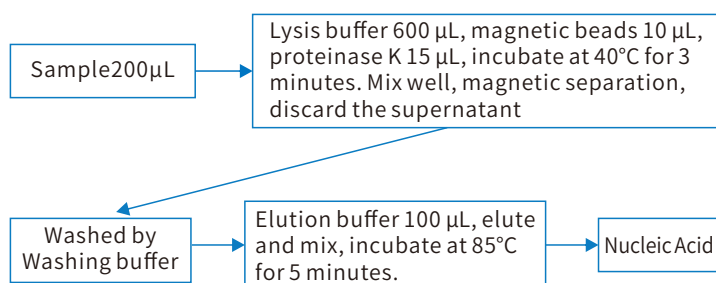 Sample200μL
Lysis buffer 600 μL, magnetic beads 10 μL,
proteinase K 15 μL, incubate at 40°C for 3
minutes. Mix well, magnetic separation,
discard the supernatant
Washed by
Washing buffer
Elution buffer 100 μL, elute
and mix, incubate at 85°C
for 5 minutes.
Nucleic Acid